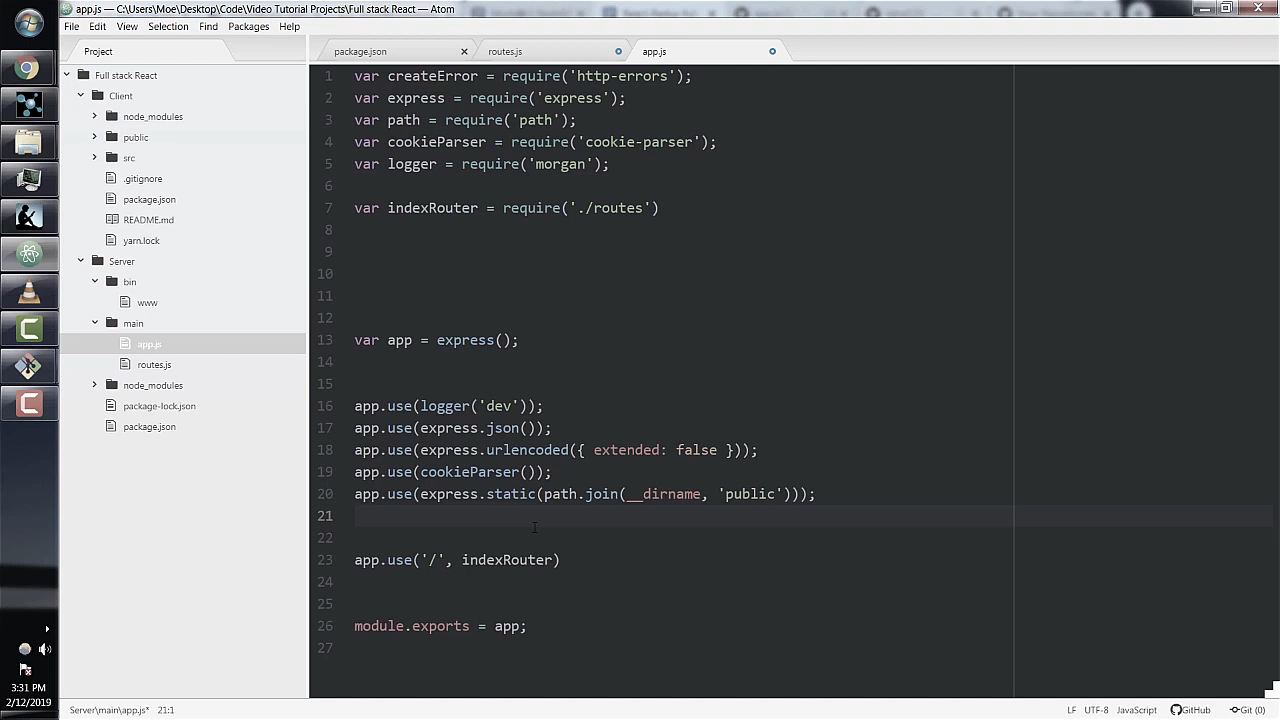 app.js — C:\Users\Moe\Desktop\Code\Video Tutorial Projects\Full stack React — Atom
File Edit View Selection Find Packages Help
Project
package.json
routes.js
app.js
Full stack React
Client
node_modules
public
src
.gitignore
package.json
README.md
yarn.lock
Server
bin
www
main
app.js
routes.js
node_modules
package-lock.json
package.json
1 var createError = require('http-errors');
2 var express = require('express');
3 var path = require('path');
4 var cookieParser = require('cookie-parser');
5 var logger = require('morgan');
6
7 var indexRouter = require('./routes')
8
9
10
11
12
13 var app = express();
14
15
16 app.use(logger('dev'));
17 app.use(express.json());
18 app.use(express.urlencoded({ extended: false }));
19 app.use(cookieParser());
20 app.use(express.static(path.join(__dirname, 'public')));
21
22
23 app.use('/', indexRouter)
24
25
26 module.exports = app;
27
3:31 PM
2/12/2019
Server\main\app.js* 21:1
LF UTF-8 JavaScript GitHub Git (0)